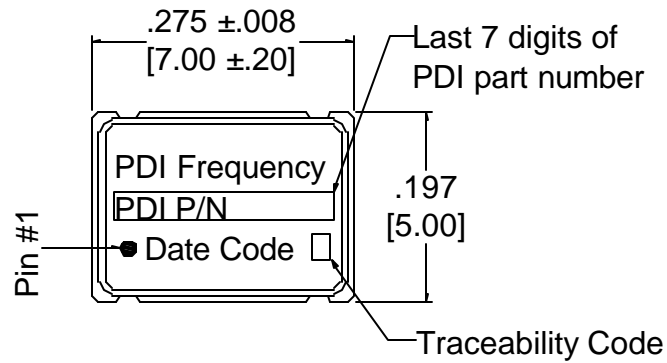 .275 ±.008
[7.00 ±.20]
Last 7 digits of
PDI part number
PDI Frequency
PDI P/N
Date Code
Pin #1
.197
[5.00]
Traceability Code